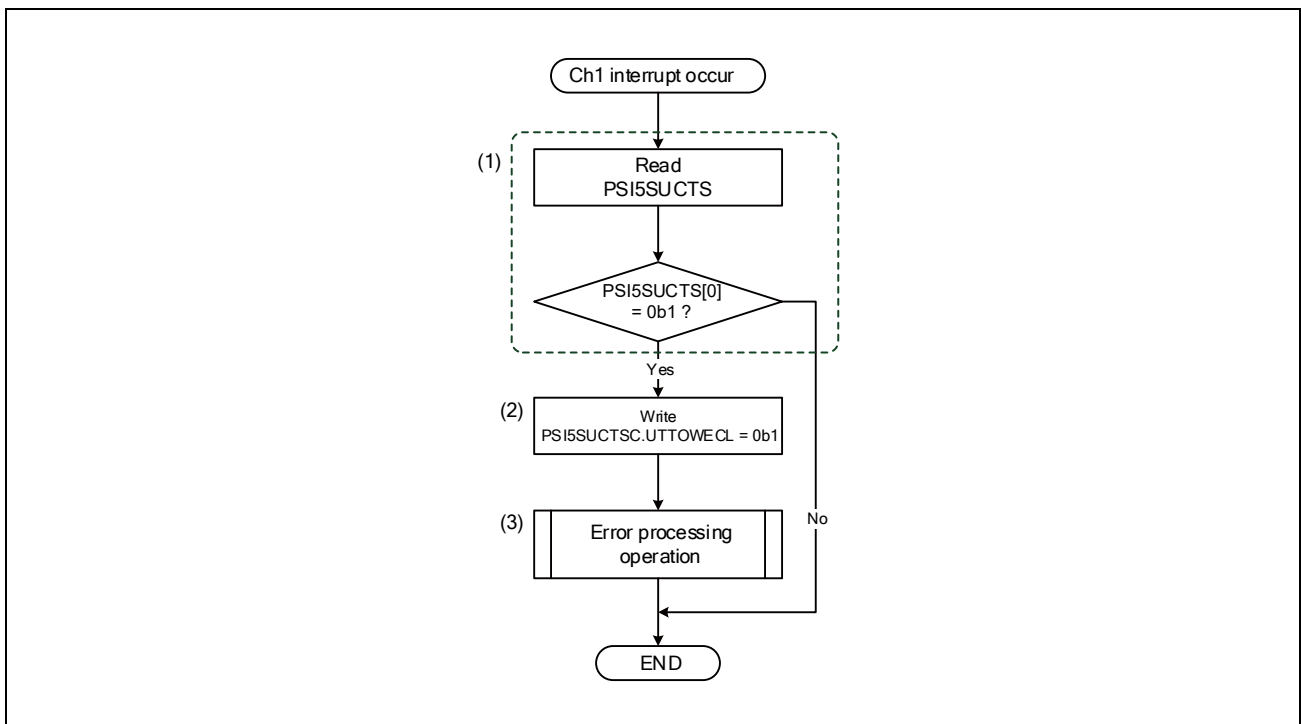 Ch1 interrupt occur
(1)
Read
PSI5SUCTS
PSI5SUCTS[0]
= 0b1 ?
Yes
(2)
Write
PSI5SUCTSC.UTTOWECL = 0b1
No
(3)
Error processing
operation
END